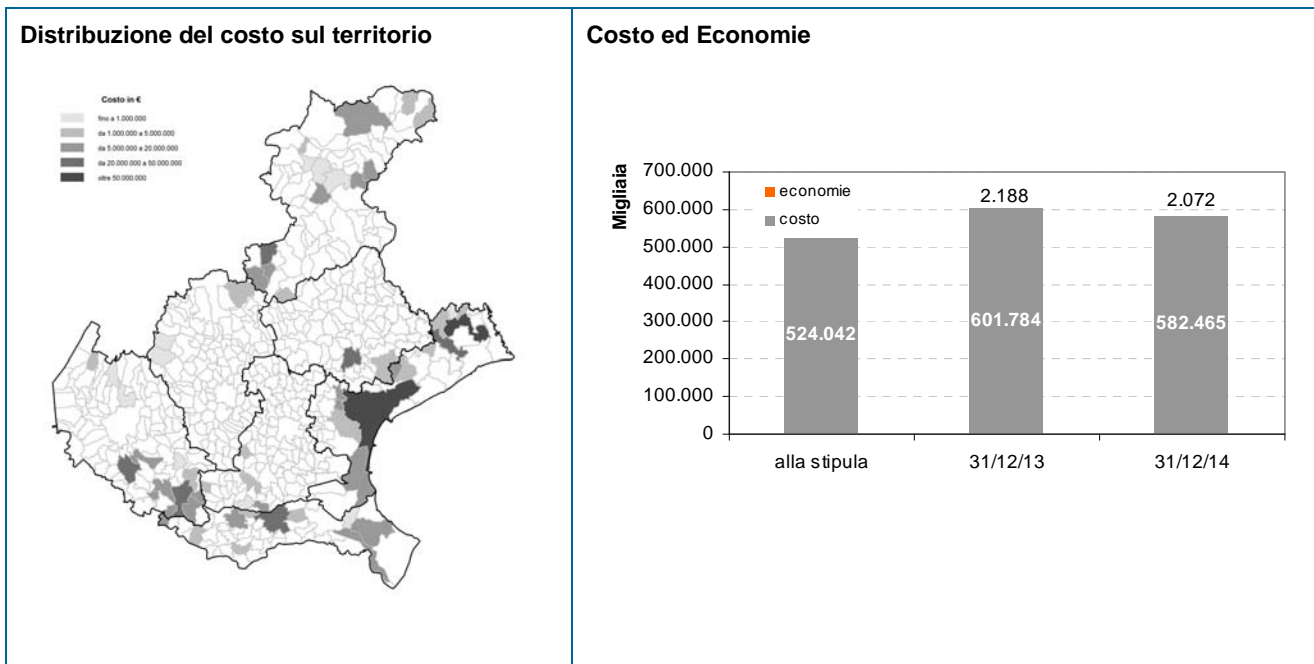 Distribuzione del costo sul territorio
Costo in €
fino a 1.000.000
da 1.000.000 a 5.000.000
da 5.000.000 a 20.000.000
da 20.000.000 a 50.000.000
oltre 50.000.000
Costo ed Economie
Migliaia
700.000
600.000
500.000
400.000
300.000
200.000
100.000
0
economie
costo
2.188
2.072
524.042
601.784
582.465
alla stipula
31/12/13
31/12/14